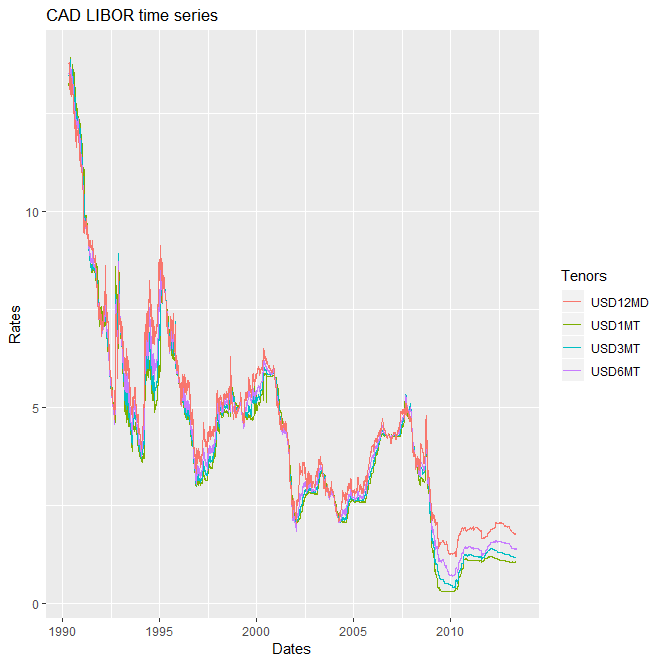 CAD LIBOR time series
10
5
0
Rates
1990 1995 2000 2005 2010
Dates
Tenors
USD12MD
USD1MT
USD3MT
USD6MT